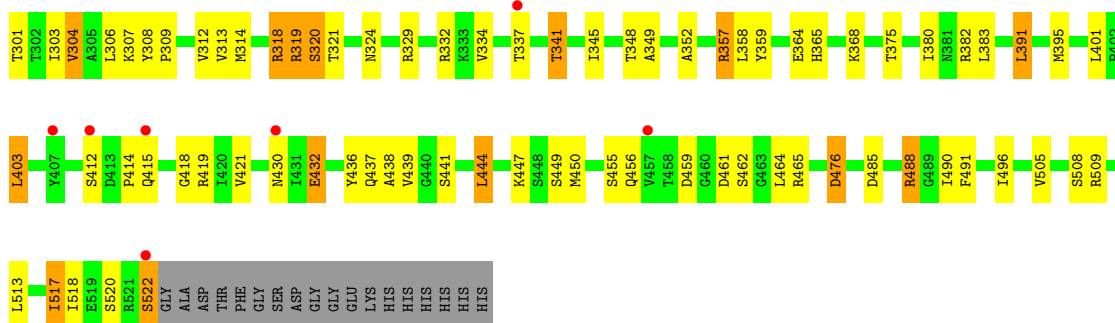 T301 T302 I303 V304 A305 L306 K307 Y308 P309 V312 V313 M314 R318 R319 S320 T321 N324 R329 R332 K333 V334 T337 T341 I345 T348 A349 A352 R357 L358 Y359 E364 H365 K368 T375 I380 N381 R382 L383 L391 M395 L401 P402
L403 Y407 S412 D413 P414 Q415 G418 R419 I420 V421 N430 I431 E432 Y436 Q437 A438 V439 G440 S441 L444 K447 S448 S449 M450 S455 Q456 V457 T458 D459 G460 D461 S462 G463 L464 R465 D476 D485 R488 G489 I490 F491 I496 V505 S508 R509
L513 I517 I518 E519 S520 R521 S522 GLY ALA ASP THR PHE GLY SER ASP GLY GLY GLU LYS HIS HIS HIS HIS HIS HIS